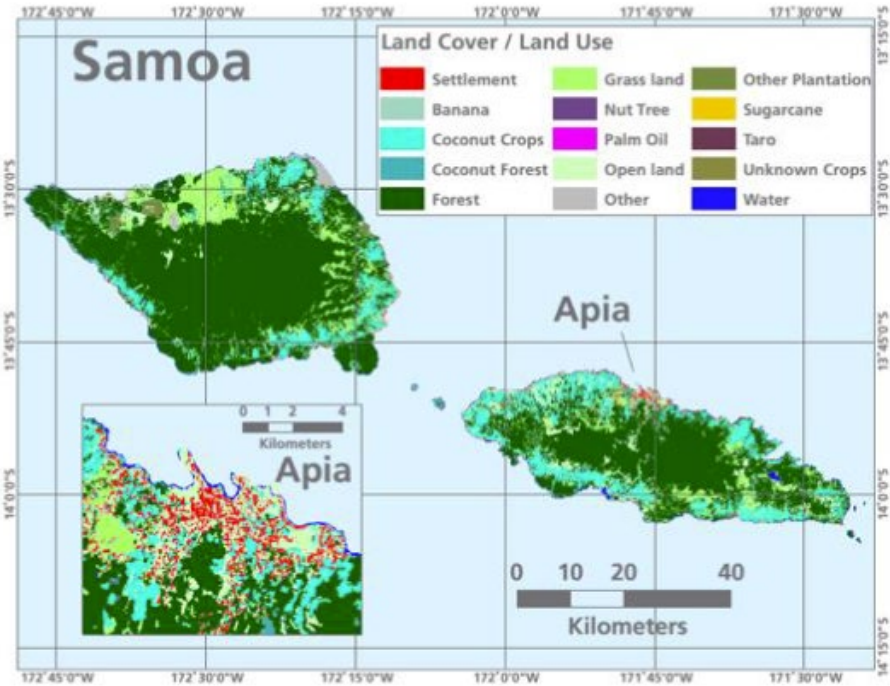 172°45'0"W 172°30'0"W 172°15'0"W 172°0'0"W 171°45'0"W 171°30'0"W
Samoa
Land Cover / Land Use
Settlement Grass land Other Plantation
Banana Nut Tree Sugarcane
Coconut Crops Palm Oil Taro
Coconut Forest Open land Unknown Crops
Forest Other Water
13°15'0"S 13°15'0"S
13°30'0"S 13°30'0"S
Apia
13°45'0"S 13°45'0"S
0 1 2 4
Kilometers
Apia
14°0'0"S 14°0'0"S
0 10 20 40
Kilometers
14°15'0"S
172°45'0"W 172°30'0"W 172°15'0"W 172°0'0"W 171°45'0"W 171°30'0"W